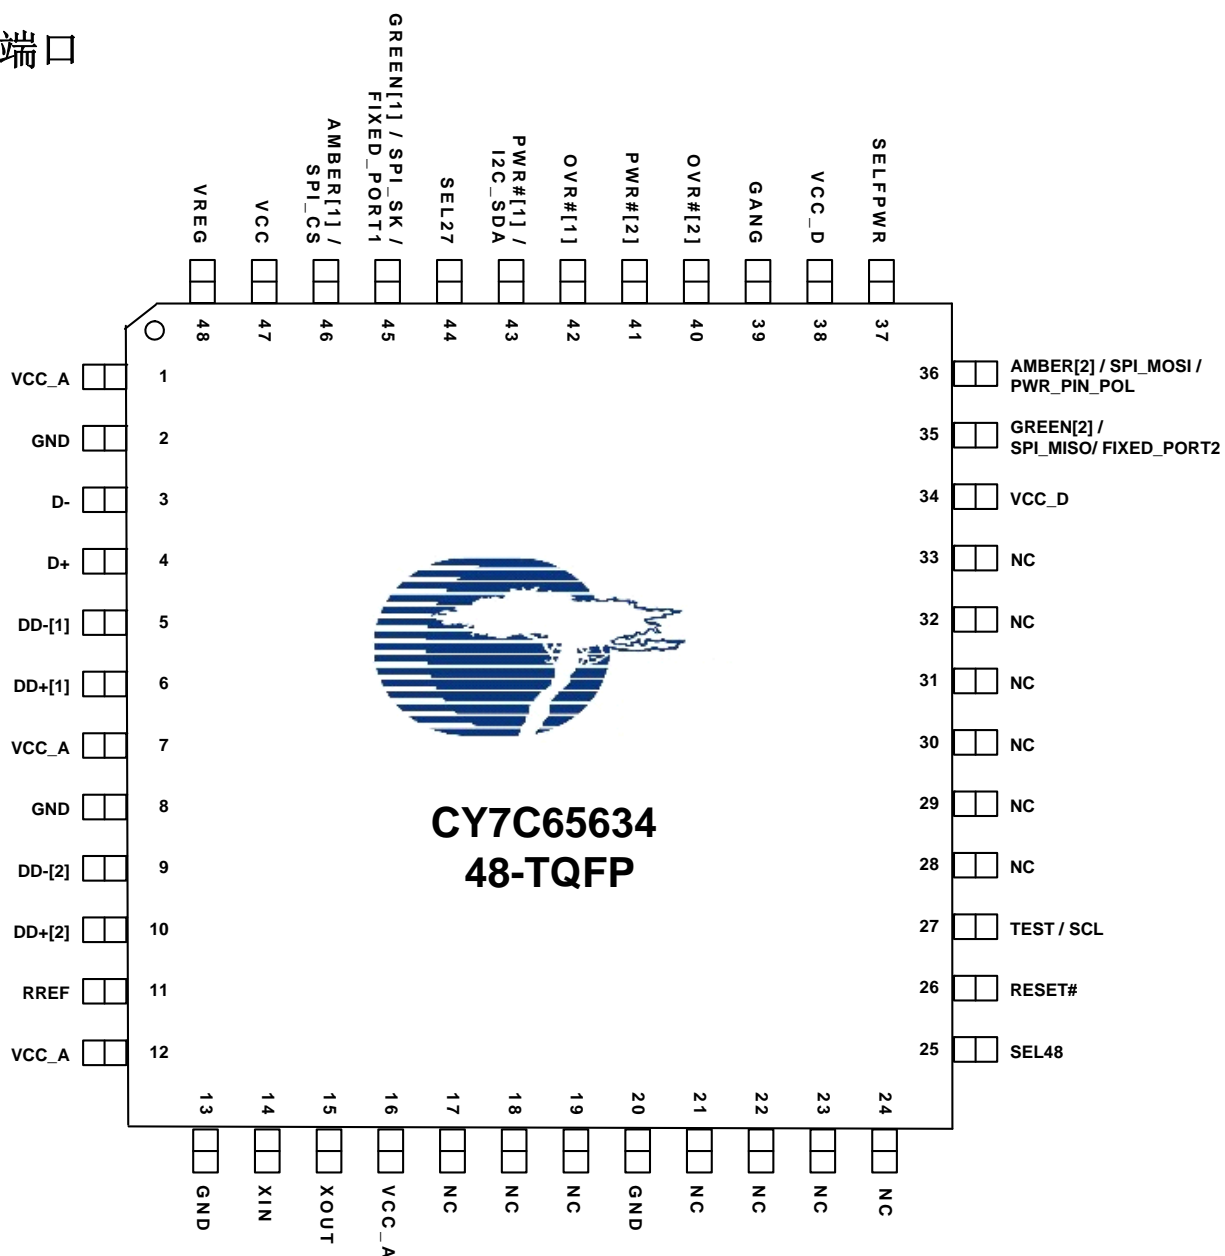 端口
VREG
VCC
AMBER[1] /
SPI_CS
GREEN[1] / SPI_SK /
FIXED_PORT1
SEL27
PWR#[1] /
I2C_SDA
OVR#[1]
PWR#[2]
OVR#[2]
GANG
VCC_D
SELFPWR
48
47
46
45
44
43
42
41
40
39
38
37
VCC_A 1
GND 2
D- 3
D+ 4
DD-[1] 5
DD+[1] 6
VCC_A 7
GND 8
DD-[2] 9
DD+[2] 10
RREF 11
VCC_A 12
36 AMBER[2] / SPI_MOSI /
PWR_PIN_POL
35 GREEN[2] /
SPI_MISO/ FIXED_PORT2
34 VCC_D
33 NC
32 NC
31 NC
30 NC
29 NC
28 NC
27 TEST / SCL
26 RESET#
25 SEL48
CY7C65634
48-TQFP
13
14
15
16
17
18
19
20
21
22
23
24
GND
XIN
XOUT
VCC_A
NC
NC
NC
GND
NC
NC
NC
NC